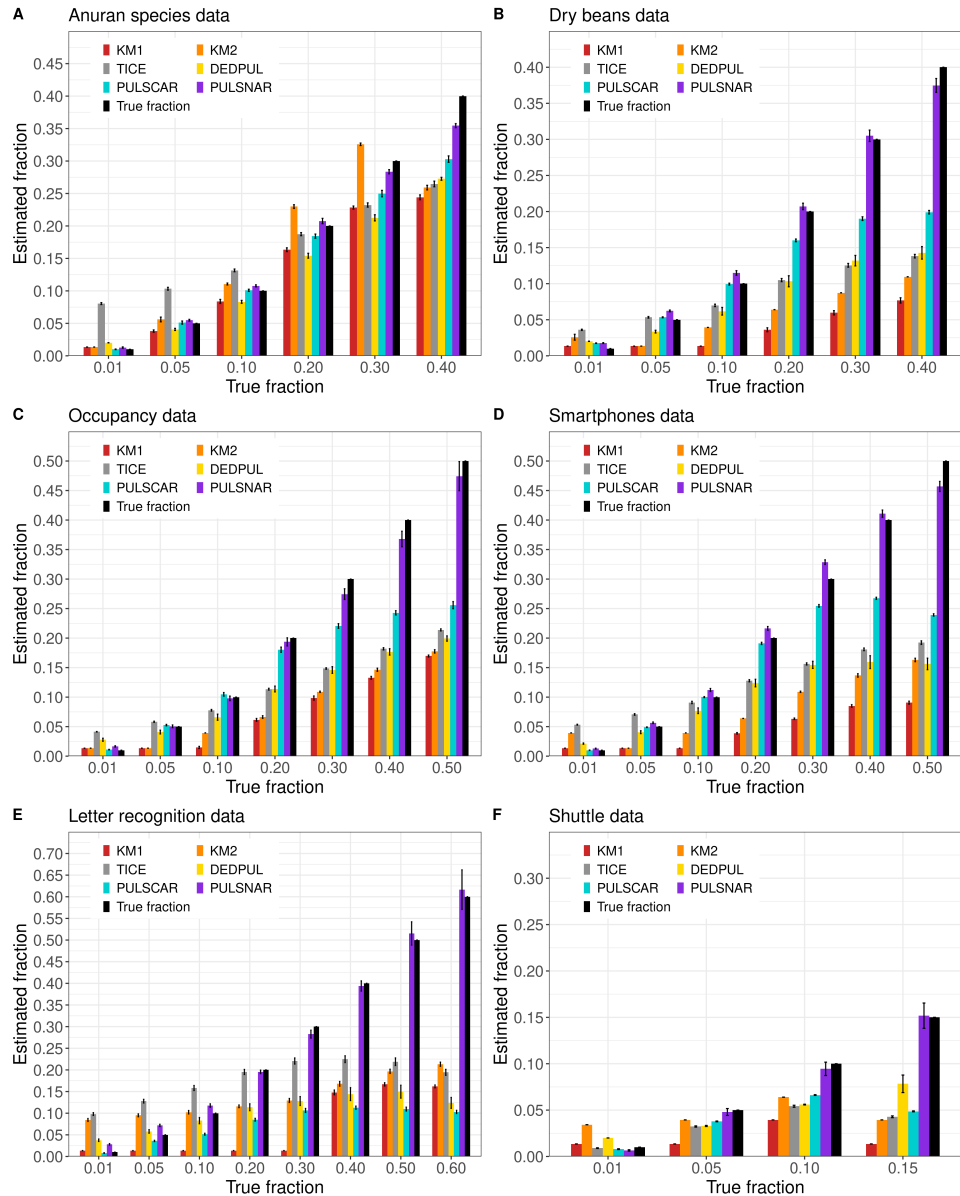 A Anuran species data
KM1 KM2
TICE DEDPUL
PULSCAR PULSNAR
True fraction
Estimated fraction
0.45
0.40
0.35
0.30
0.25
0.20
0.15
0.10
0.05
0.00
0.01 0.05 0.10 0.20 0.30 0.40
True fraction
B Dry beans data
KM1 KM2
TICE DEDPUL
PULSCAR PULSNAR
True fraction
Estimated fraction
0.40
0.35
0.30
0.25
0.20
0.15
0.10
0.05
0.00
0.01 0.05 0.10 0.20 0.30 0.40
True fraction
C Occupancy data
KM1 KM2
TICE DEDPUL
PULSCAR PULSNAR
True fraction
Estimated fraction
0.50
0.45
0.40
0.35
0.30
0.25
0.20
0.15
0.10
0.05
0.00
0.01 0.05 0.10 0.20 0.30 0.40 0.50
True fraction
D Smartphones data
KM1 KM2
TICE DEDPUL
PULSCAR PULSNAR
True fraction
Estimated fraction
0.50
0.45
0.40
0.35
0.30
0.25
0.20
0.15
0.10
0.05
0.00
0.01 0.05 0.10 0.20 0.30 0.40 0.50
True fraction
E Letter recognition data
KM1 KM2
TICE DEDPUL
PULSCAR PULSNAR
True fraction
Estimated fraction
0.70
0.65
0.60
0.55
0.50
0.45
0.40
0.35
0.30
0.25
0.20
0.15
0.10
0.05
0.00
0.01 0.05 0.10 0.20 0.30 0.40 0.50 0.60
True fraction
F Shuttle data
KM1 KM2
TICE DEDPUL
PULSCAR PULSNAR
True fraction
Estimated fraction
0.30
0.25
0.20
0.15
0.10
0.05
0.00
0.01 0.05 0.10 0.15
True fraction